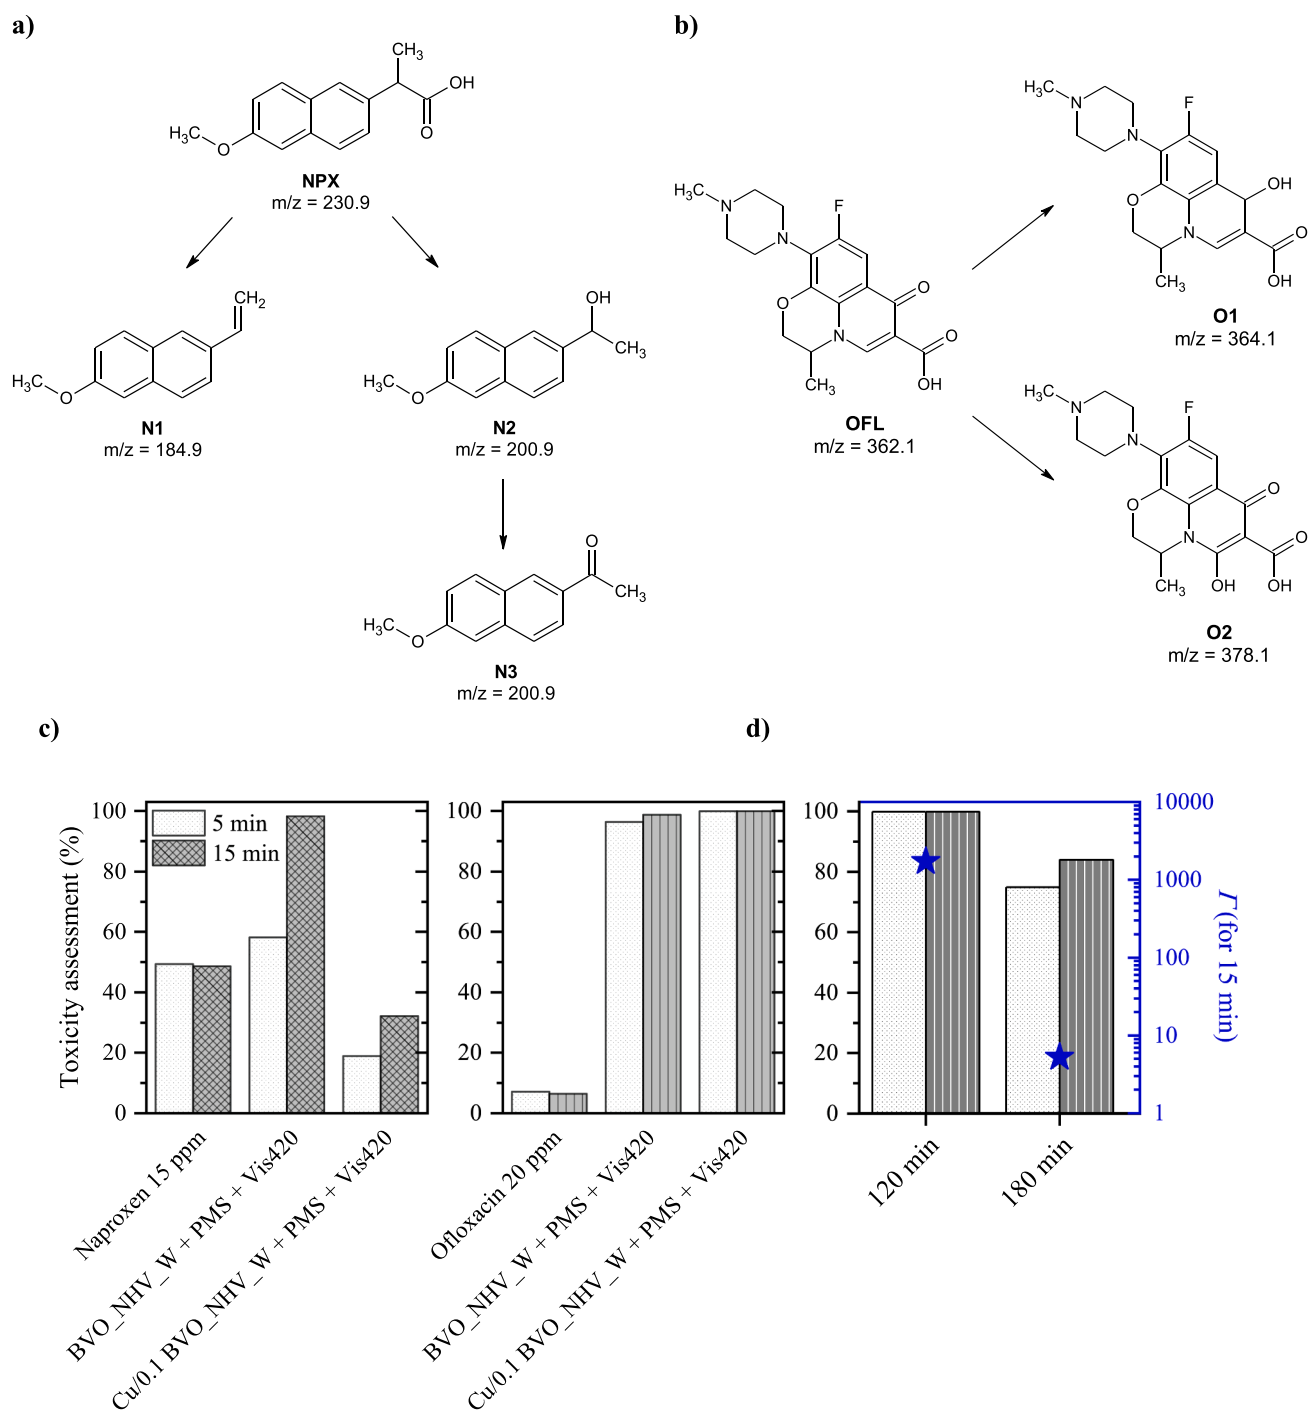 a)
CH₃
OH
O
H₃C
O
NPX
m/z = 230.9
CH₂
H₃C
O
N1
m/z = 184.9
OH
CH₃
H₃C
O
N2
m/z = 200.9
O
CH₃
H₃C
O
N3
m/z = 200.9
b)
H₃C
N
N
F
O
O
N
O
OH
CH₃
OFL
m/z = 362.1
H₃C
N
N
F
OH
O
N
O
OH
CH₃
O1
m/z = 364.1
H₃C
N
N
F
O
O
N
O
CH₃
OH
OH
O2
m/z = 378.1
c)
Toxicity assessment (%)
100
80
60
40
20
0
5 min
15 min
Naproxen 15 ppm
BVO_NHV_W + PMS + Vis420
Cu/0.1 BVO_NHV_W + PMS + Vis420
100
80
60
40
20
0
Ofloxacin 20 ppm
BVO_NHV_W + PMS + Vis420
Cu/0.1 BVO_NHV_W + PMS + Vis420
d)
100
80
60
40
20
0
120 min
180 min
10000
1000
100
10
1
Γ (for 15 min)